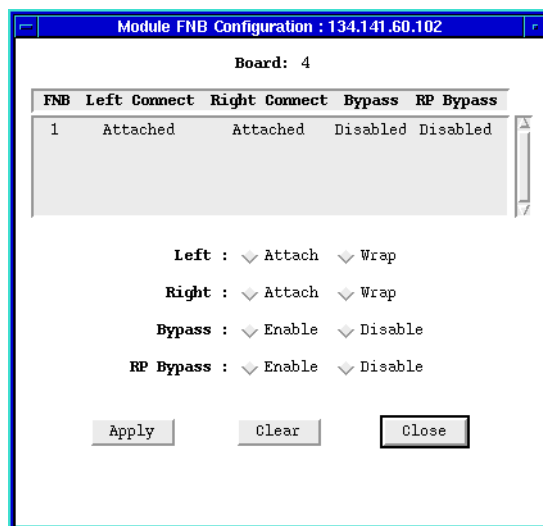 Module FNB Configuration : 134.141.60.102
Board: 4
FNB Left Connect Right Connect Bypass RP Bypass
1 Attached Attached Disabled Disabled
Left : Attach Wrap
Right : Attach Wrap
Bypass : Enable Disable
RP Bypass : Enable Disable
Apply Clear Close